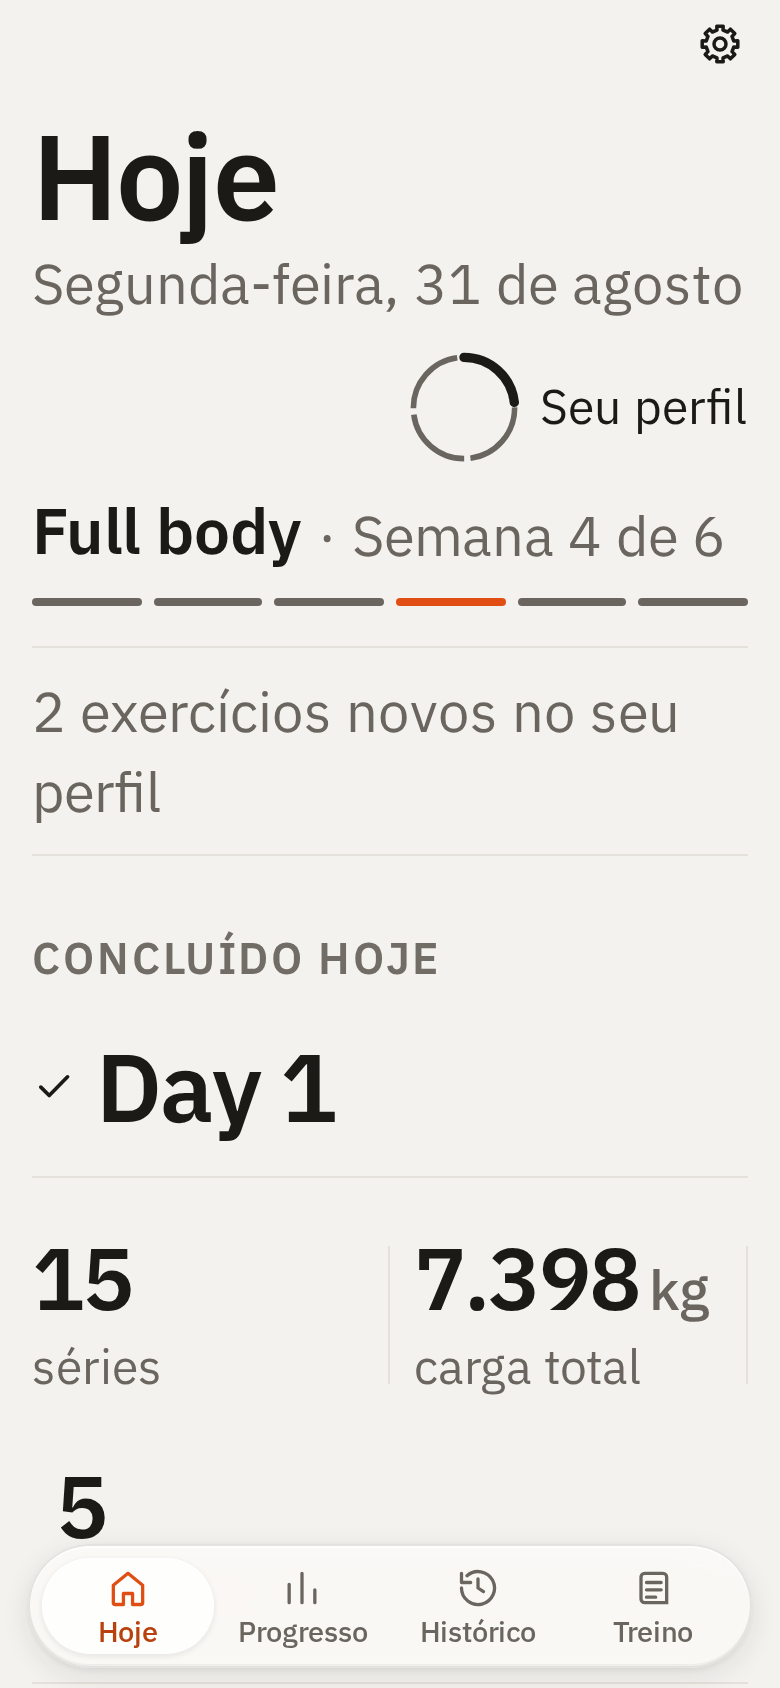 Hoje
Segunda-feira, 31 de agosto
Seu perfil
Full body · Semana 4 de 6
2 exercícios novos no seu
perfil
CONCLUÍDO HOJE
Day 1
15
séries
7.398 kg
carga total
5
Hoje
Progresso
Histórico
Treino